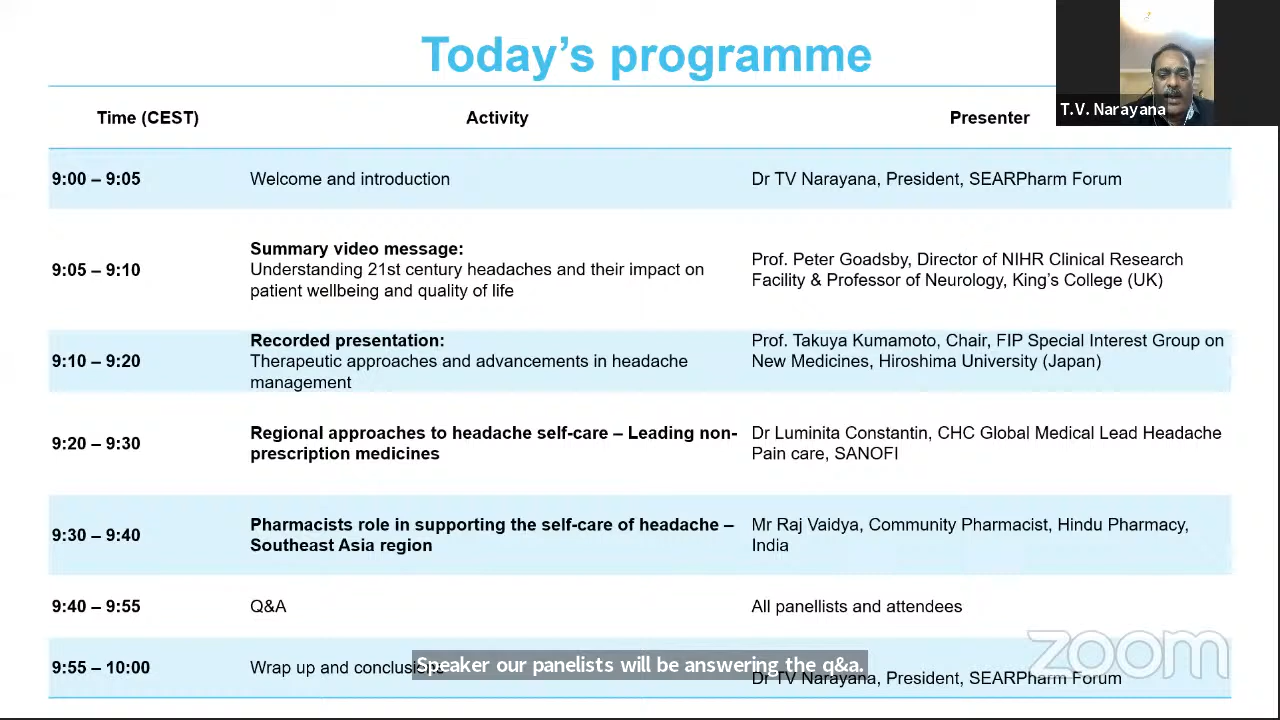 Today's programme
T.V. Narayana
Time (CEST) Activity Presenter
9:00 – 9:05 Welcome and introduction Dr TV Narayana, President, SEARPharm Forum
Summary video message:
9:05 – 9:10 Understanding 21st century headaches and their impact on
patient wellbeing and quality of life
Prof. Peter Goadsby, Director of NIHR Clinical Research
Facility & Professor of Neurology, King's College (UK)
Recorded presentation:
9:10 – 9:20 Therapeutic approaches and advancements in headache
management
Prof. Takuya Kumamoto, Chair, FIP Special Interest Group on
New Medicines, Hiroshima University (Japan)
9:20 – 9:30 Regional approaches to headache self-care – Leading non-
prescription medicines
Dr Luminita Constantin, CHC Global Medical Lead Headache
Pain care, SANOFI
9:30 – 9:40 Pharmacists role in supporting the self-care of headache –
Southeast Asia region
Mr Raj Vaidya, Community Pharmacist, Hindu Pharmacy,
India
9:40 – 9:55 Q&A All panellists and attendees
9:55 – 10:00 Wrap up and
Dr TV Narayana, President, SEARPharm Forum
Speaker our panelists will be answering the q&a.
zoom